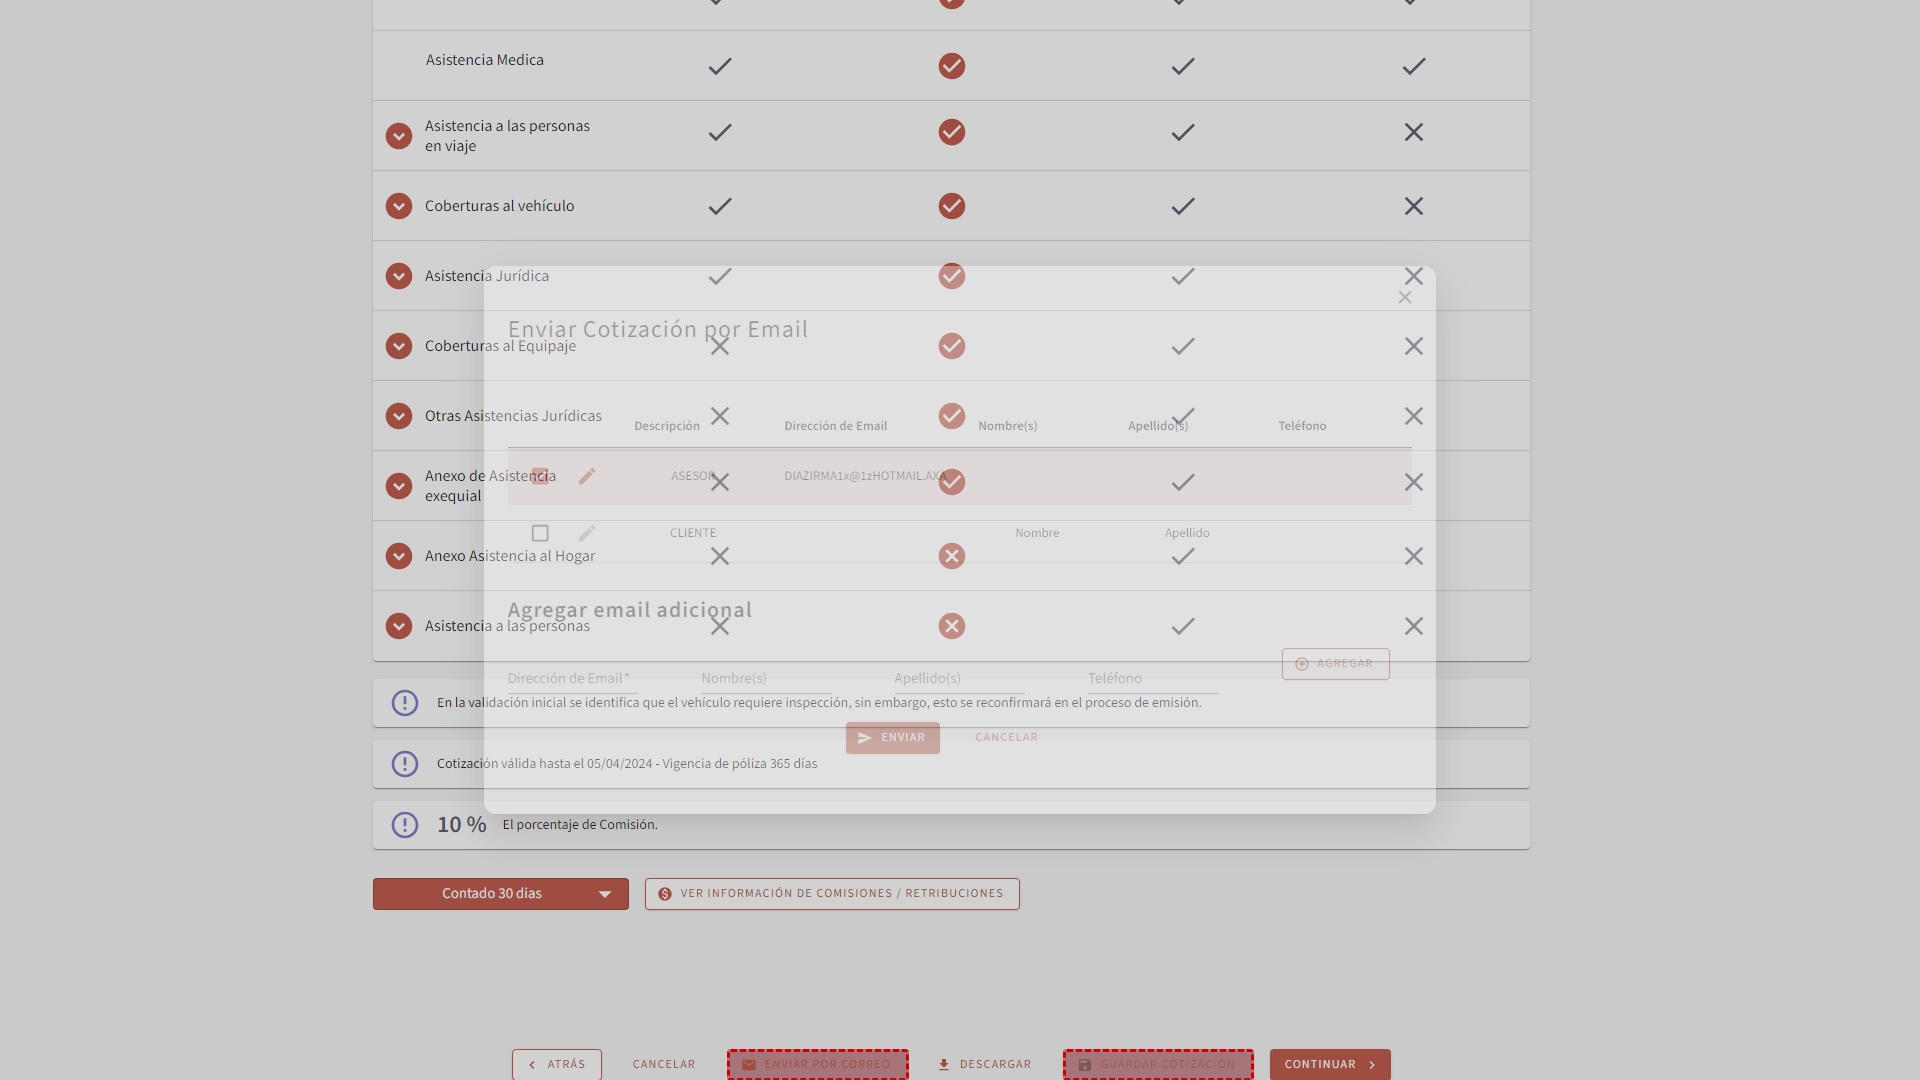 Asistencia Medica
Asistencia a las personas
en viaje
Coberturas al vehículo
Asistencia Jurídica
Enviar Cotización por Email
Coberturas al Equipaje
Otras Asistencias Jurídicas
Descripción Dirección de Email Nombre(s) Apellido(s) Teléfono
Anexo de Asistencia
exequial
ASESOR DIAZIRMA1x@1zHOTMAIL.AXA
CLIENTE Nombre Apellido
Anexo Asistencia al Hogar
Agregar email adicional
Asistencia a las personas
AGREGAR
Dirección de Email* Nombre(s) Apellido(s) Teléfono
En la validación inicial se identifica que el vehículo requiere inspección, sin embargo, esto se reconfirmará en el proceso de emisión.
ENVIAR CANCELAR
Cotización válida hasta el 05/04/2024 - Vigencia de póliza 365 días
10 % El porcentaje de Comisión.
Contado 30 dias VER INFORMACIÓN DE COMISIONES / RETRIBUCIONES
ATRÁS CANCELAR ENVIAR POR CORREO DESCARGAR GUARDAR COTIZACIÓN CONTINUAR